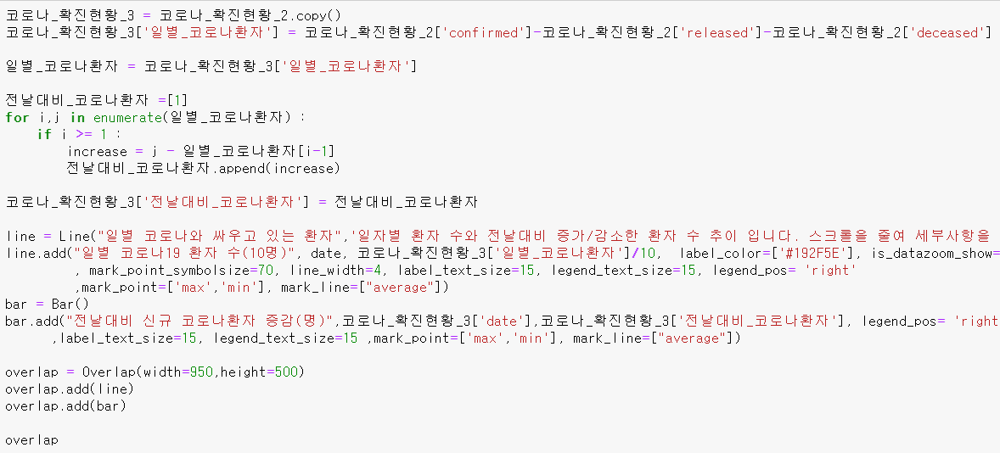 코로나_확진현황_3 = 코로나_확진현황_2.copy()
코로나_확진현황_3['일별_코로나환자'] = 코로나_확진현황_2['confirmed']-코로나_확진현황_2['released']-코로나_확진현황_2['deceased']
일별_코로나환자 = 코로나_확진현황_3['일별_코로나환자']
전날대비_코로나환자 =[1]
for i,j in enumerate(일별_코로나환자) :
    if i >= 1 :
        increase = j - 일별_코로나환자[i-1]
        전날대비_코로나환자.append(increase)
코로나_확진현황_3['전날대비_코로나환자'] = 전날대비_코로나환자
line = Line("일별 코로나와 싸우고 있는 환자",'일자별 환자 수와 전날대비 증가/감소한 환자 수 추이 입니다. 스크롤을 줄여 세부사항을
line.add("일별 코로나19 환자 수(10명)", date, 코로나_확진현황_3['일별_코로나환자']/10,  label_color=['#192F5E'], is_datazoom_show=
         , mark_point_symbolsize=70, line_width=4, label_text_size=15, legend_text_size=15, legend_pos= 'right'
         ,mark_point=['max','min'], mark_line=["average"])
bar = Bar()
bar.add("전날대비 신규 코로나환자 증감(명)",코로나_확진현황_3['date'],코로나_확진현황_3['전날대비_코로나환자'], legend_pos= 'right
      ,label_text_size=15, legend_text_size=15 ,mark_point=['max','min'], mark_line=["average"])
overlap = Overlap(width=950,height=500)
overlap.add(line)
overlap.add(bar)
overlap